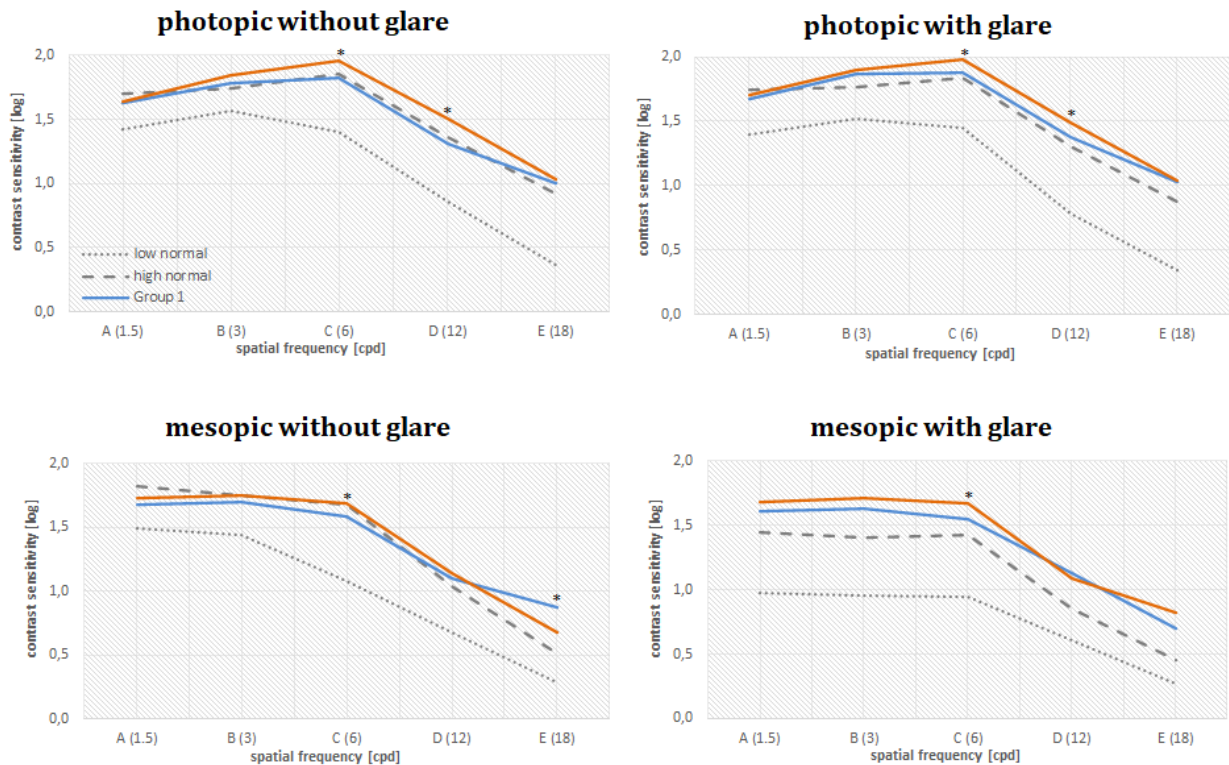 photopic without glare
contrast sensitivity [log]
2,0
1,5
1,0
0,5
0,0
*
*
low normal
high normal
Group 1
A (1.5) B (3) C (6) D (12) E (18)
spatial frequency [cpd]
photopic with glare
contrast sensitivity [log]
2,0
1,5
1,0
0,5
0,0
*
*
A (1.5) B (3) C (6) D (12) E (18)
spatial frequency [cpd]
mesopic without glare
contrast sensitivity [log]
2,0
1,5
1,0
0,5
0,0
*
*
A (1.5) B (3) C (6) D (12) E (18)
spatial frequency [cpd]
mesopic with glare
contrast sensitivity [log]
2,0
1,5
1,0
0,5
0,0
*
A (1.5) B (3) C (6) D (12) E (18)
spatial frequency [cpd]